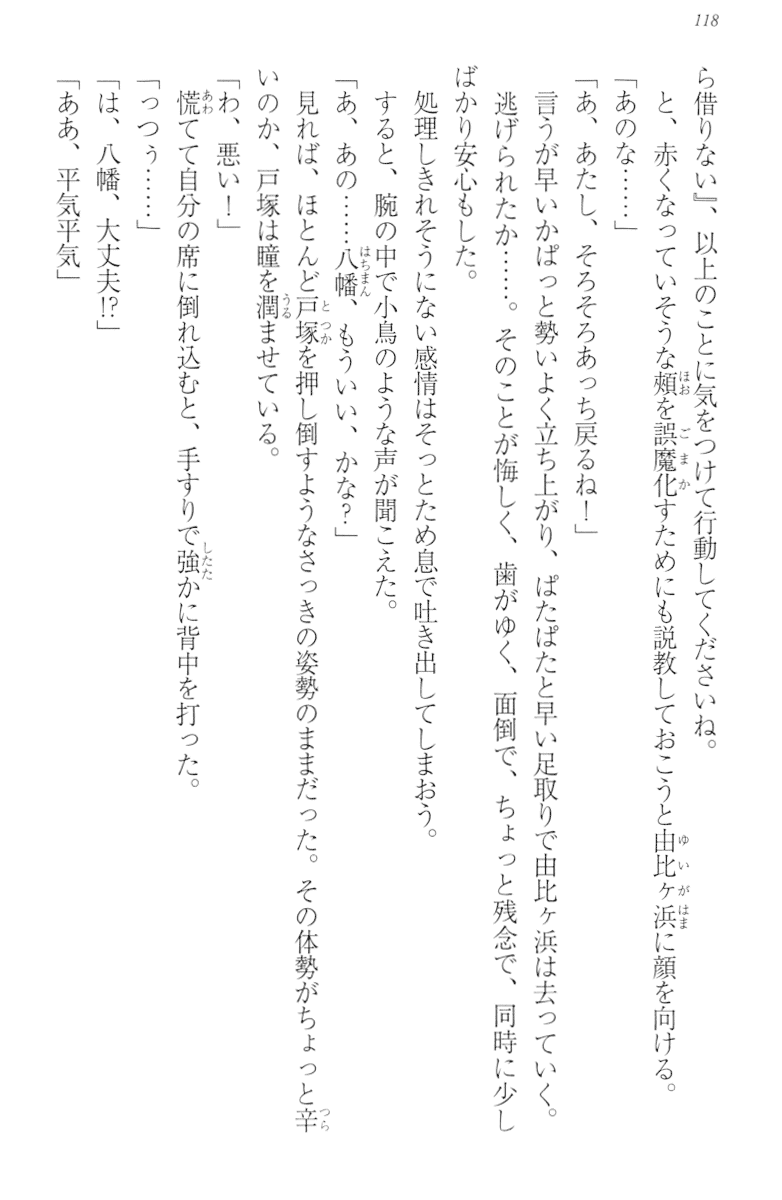 118
ら借りない』、以上のことに気をつけて行動してくださいね。
と、赤くなっていそうな頰を誤魔化すためにも説教しておこうと由比ヶ浜に顔を向ける。
「あのな……」
「あ、あたし、そろそろあっち戻るね！」
言うが早いかぱっと勢いよく立ち上がり、ぱたぱたと早い足取りで由比ヶ浜は去っていく。
逃げられたか……。そのことが悔しく、歯がゆく、面倒で、ちょっと残念で、同時に少し
ばかり安心もした。
処理しきれそうにない感情はそっとため息で吐き出してしまおう。
すると、腕の中で小鳥のような声が聞こえた。
「あ、あの……八幡、もういい、かな？」
見れば、ほとんど戸塚を押し倒すようなさっきの姿勢のままだった。その体勢がちょっと辛
いのか、戸塚は瞳を潤ませている。
「わ、悪い！」
慌てて自分の席に倒れ込むと、手すりで強かに背中を打った。
「っつぅ……」
「は、八幡、大丈夫!?」
「ああ、平気平気」